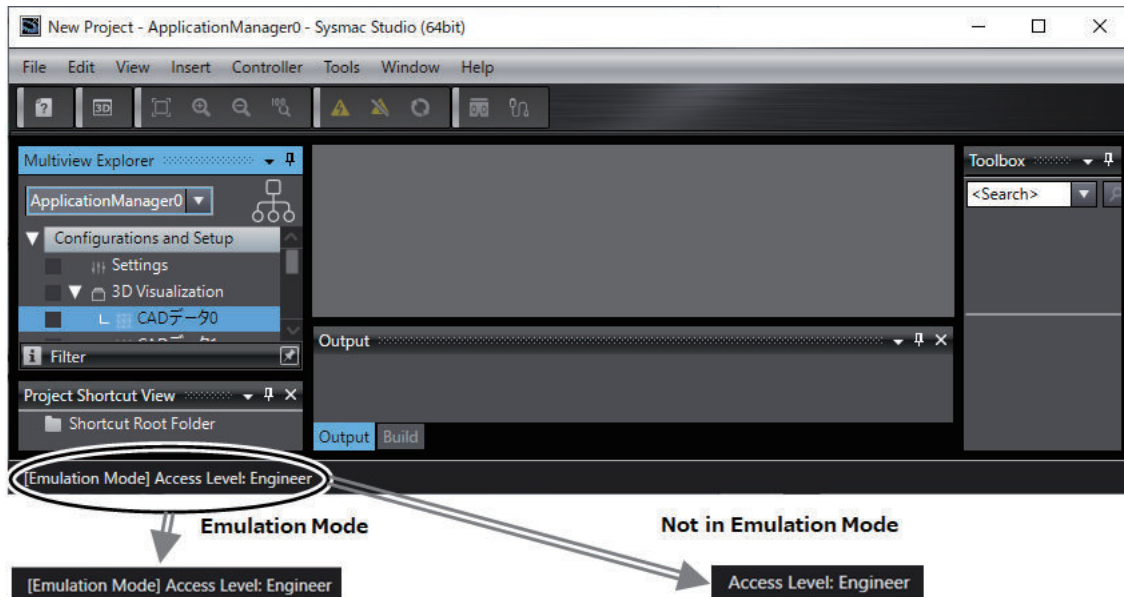 New Project - ApplicationManager0 - Sysmac Studio (64bit)
File Edit View Insert Controller Tools Window Help
3D
100%
Multiview Explorer
ApplicationManager0
Configurations and Setup
Settings
3D Visualization
CADデータ0
Filter
Project Shortcut View
Shortcut Root Folder
Output
Output Build
Toolbox
<Search>
[Emulation Mode] Access Level: Engineer
Emulation Mode
Not in Emulation Mode
[Emulation Mode] Access Level: Engineer
Access Level: Engineer